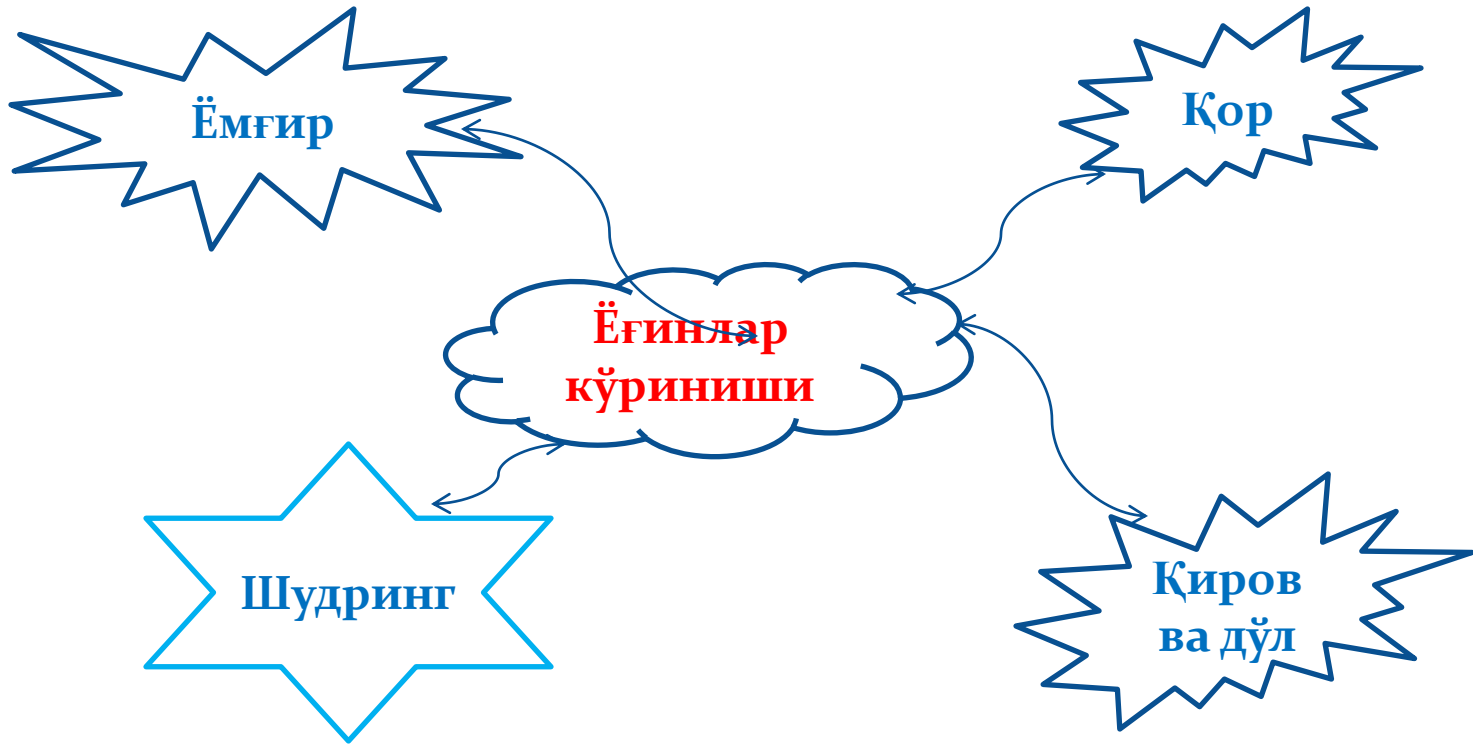 Ёмғир
Қор
Ёғинлар
кўриниши
Шудринг
Қиров
ва дўл